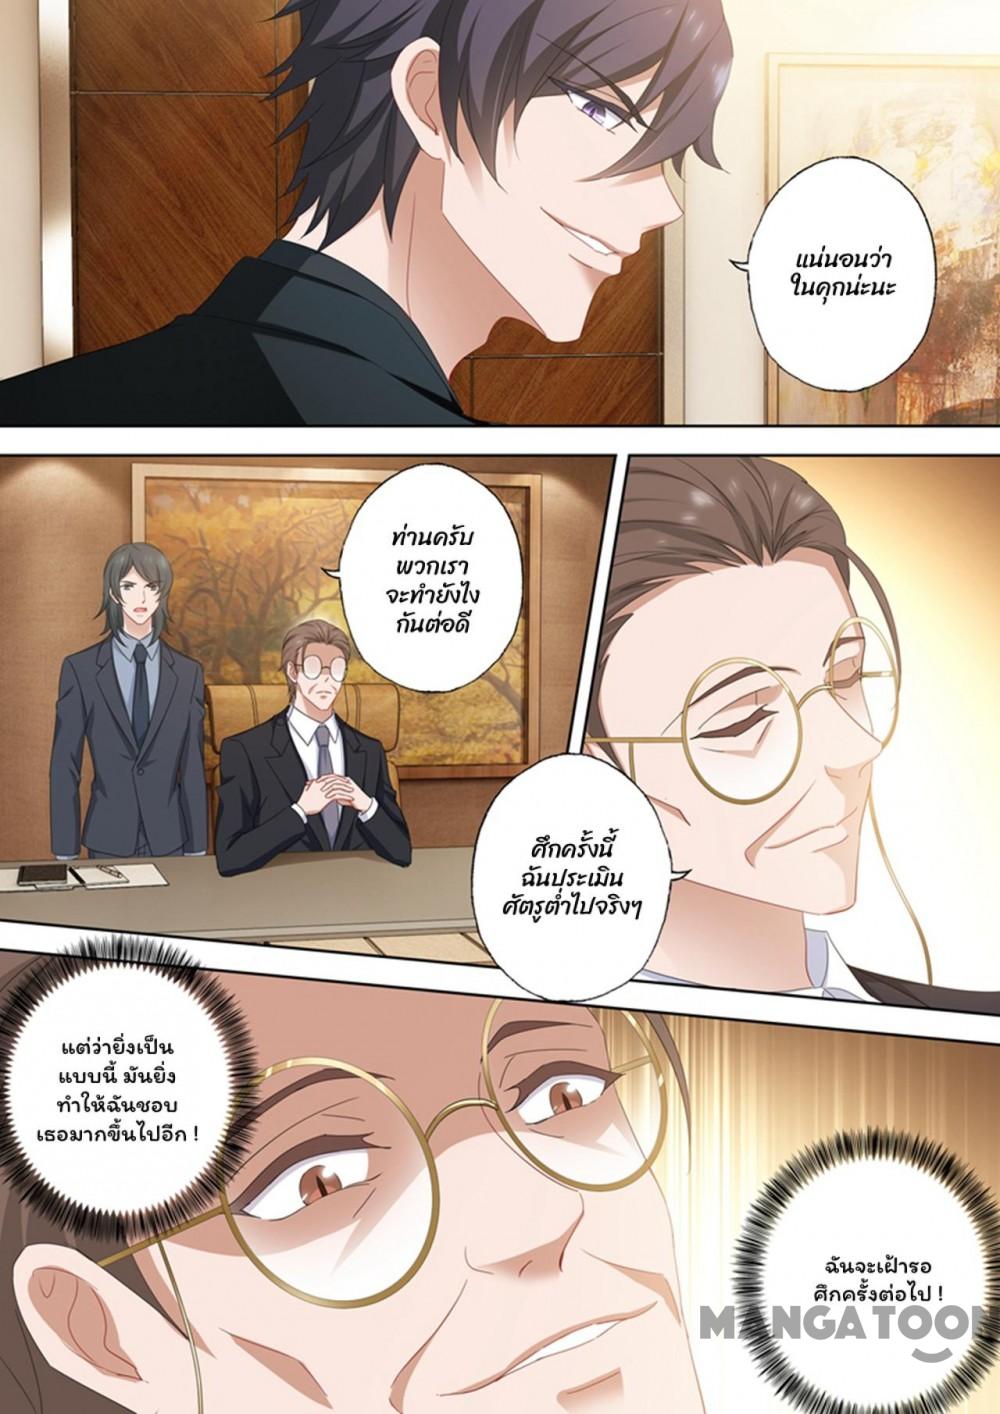 แน่นอนว่า
ในคุกน่ะนะ
ท่านครับ
พวกเรา
จะทำยังไง
กันต่อดี
ศึกครั้งนี้
ฉันประเมิน
ศัตรูต่ำไปจริงๆ
แต่ว่ายิ่งเป็น
แบบนี้ มันยิ่ง
ทำให้ฉันชอบ
เธอมากขึ้นไปอีก !
ฉันจะเฝ้ารอ
ศึกครั้งต่อไป !
MANGATOON